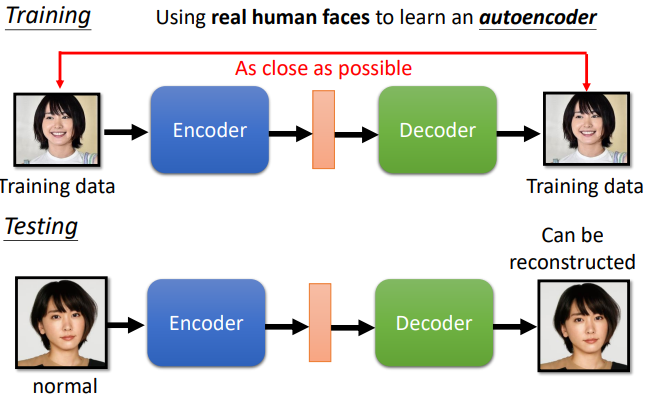 Training
Using real human faces to learn an autoencoder
As close as possible
Encoder
Decoder
Training data
Training data
Testing
Can be
reconstructed
Encoder
Decoder
normal